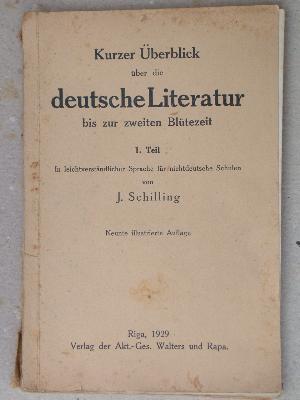 Kurzer Überblick
über die
deutsche Literatur
bis zur zweiten Blütezeit
1. Teil
In leichtverständlicher Sprache für nichtdeutsche Schulen
von
J. Schilling
Neunte illustrierte Auflage
Riga, 1929
Verlag der Akt.-Ges. Walters und Rapa.